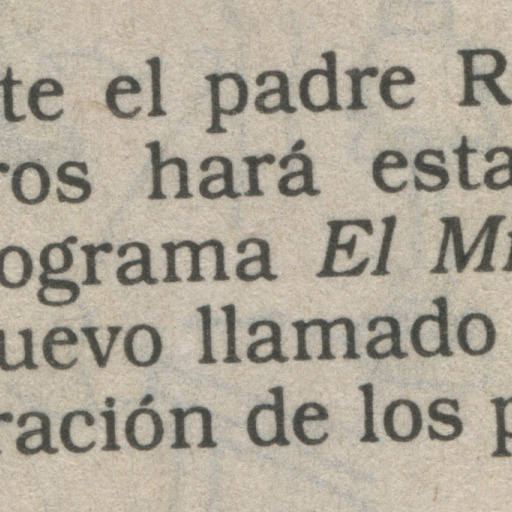 te el padre R
ros hará esta
ograma El M
uevo llamado
ración de los p